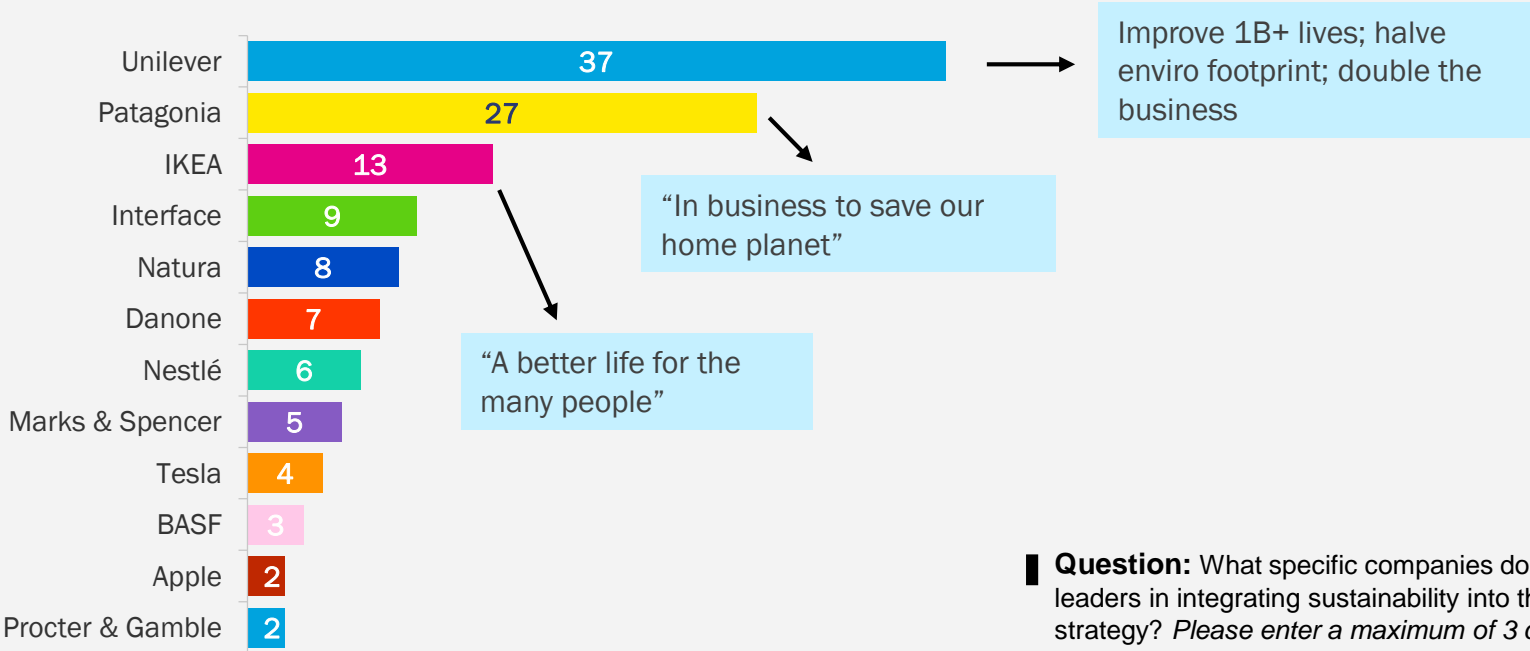 Unilever 37
Improve 1B+ lives; halve
enviro footprint; double the
business
Patagonia 27
“In business to save our
home planet”
IKEA 13
“A better life for the
many people”
Interface 9
Natura 8
Danone 7
Nestlé 6
Marks & Spencer 5
Tesla 4
BASF 3
Apple 2
Procter & Gamble 2
Question: What specific companies do
leaders in integrating sustainability into
strategy? Please enter a maximum of 3